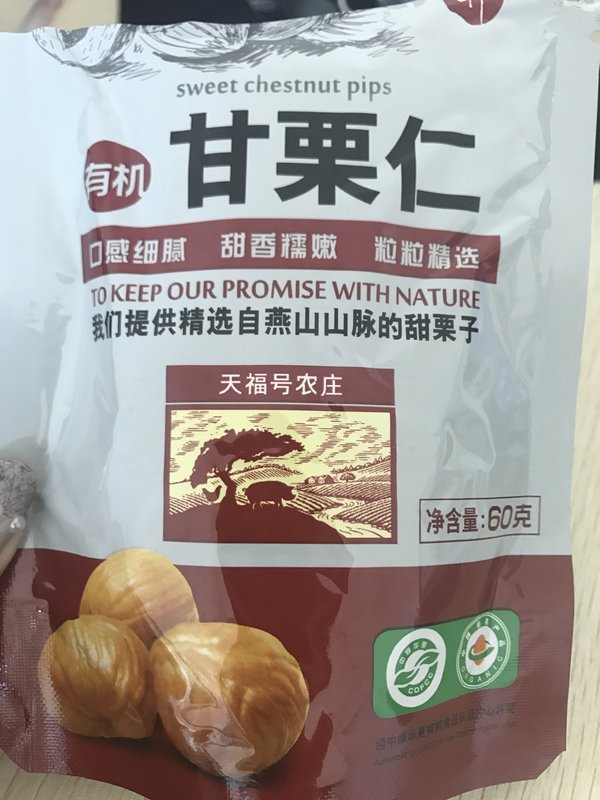 sweet chestnut pips
有机 甘栗仁
口感细腻 甜香糯嫩 粒粒精选
TO KEEP OUR PROMISE WITH NATURE
我们提供精选自燕山山脉的甜栗子
天福号农庄
净含量:60克
COFCC
ORGANIC